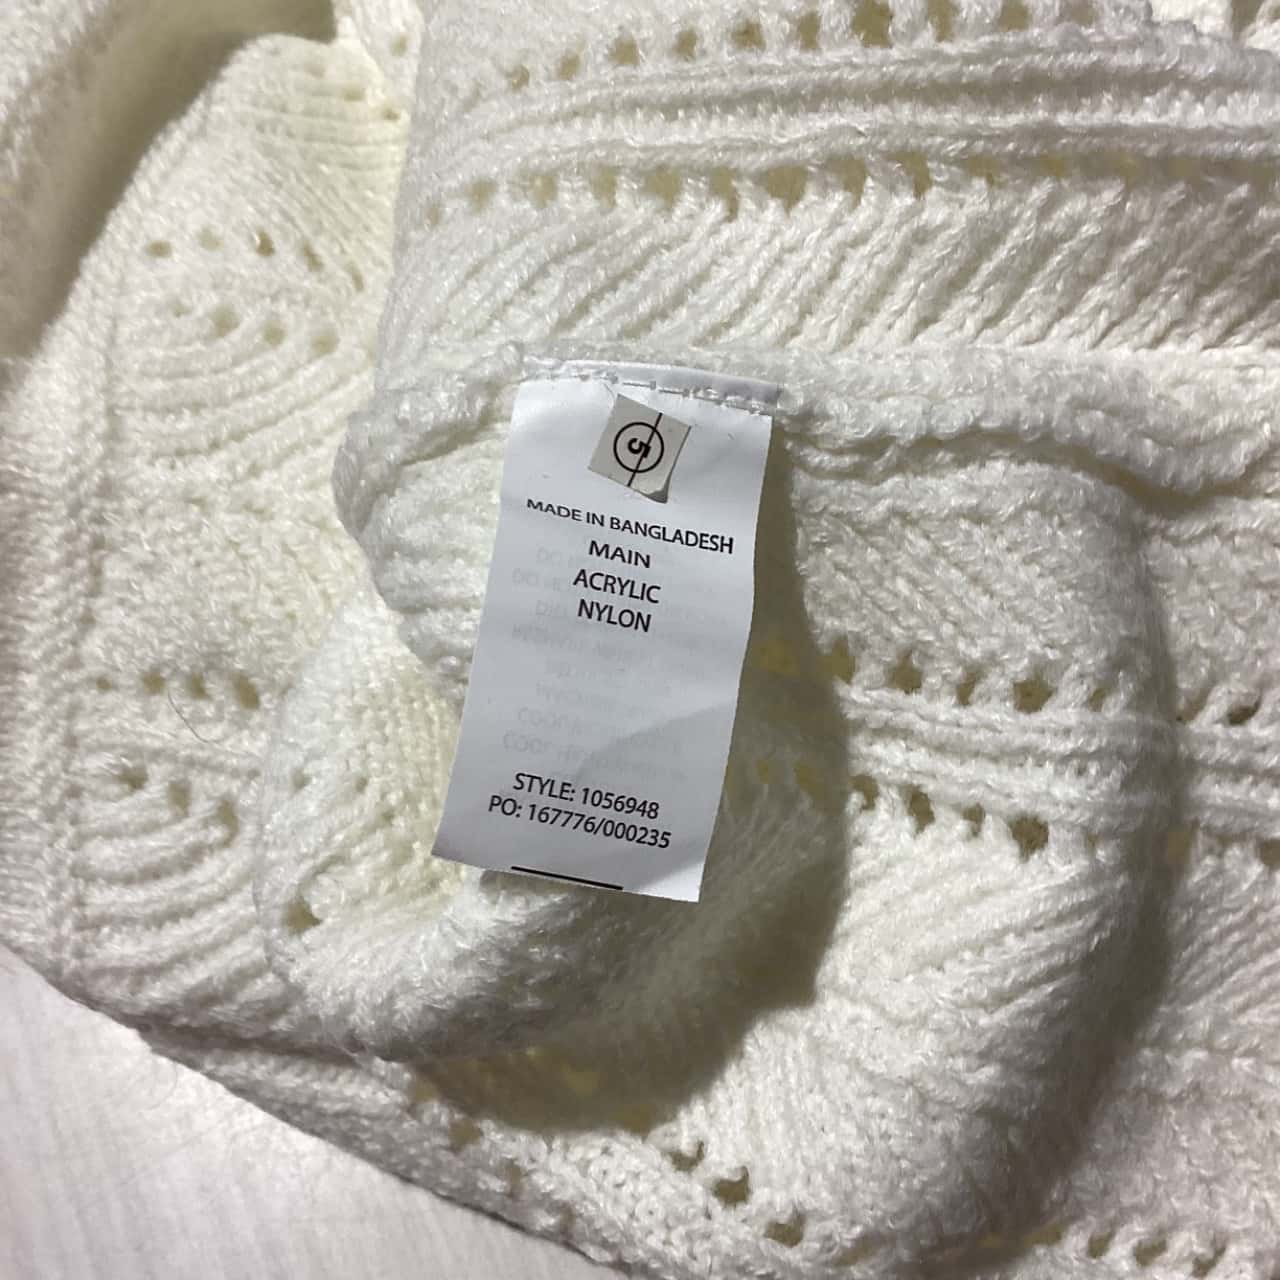 5
MADE IN BANGLADESH
MAIN
ACRYLIC
NYLON
STYLE: 1056948
PO: 167776/000235